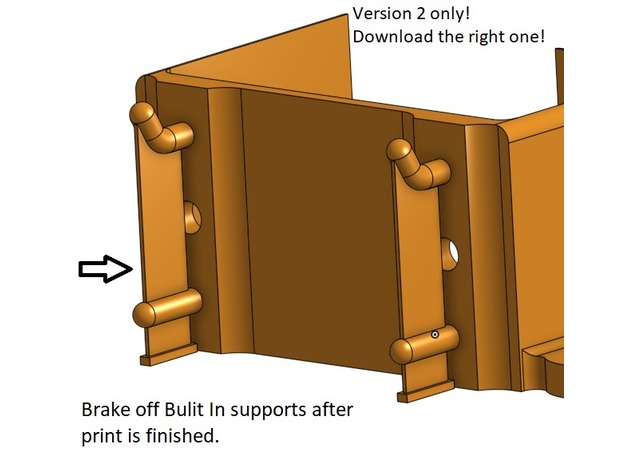 Version 2 only!
Download the right one!
Brake off Bulit In supports after
print is finished.